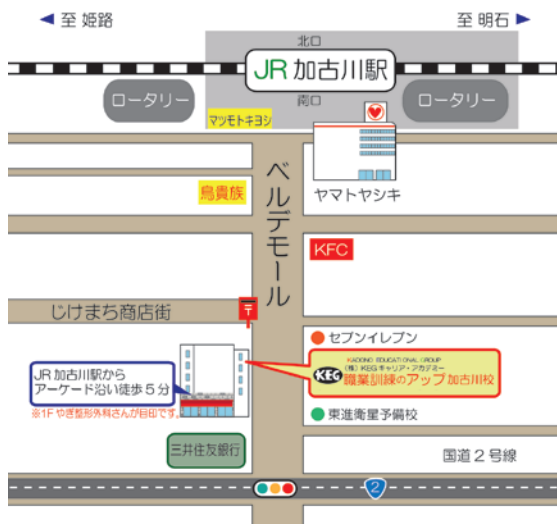 至 姫路
至 明石
北口
JR 加古川駅
ロータリー
南口
ロータリー
マツモトキヨシ
ヤマトヤシキ
鳥貴族
ベルデモール
KFC
じけまち商店街
〒
セブンイレブン
KADONO EDUCATIONAL GROUP
(株) KEG キャリア・アカデミー
KEG 職業訓練のアップ 加古川校
JR 加古川駅から
アーケード沿い徒歩5分
※1F やぎ整形外科さんが目印です。
東進衛星予備校
三井住友銀行
国道2号線
2